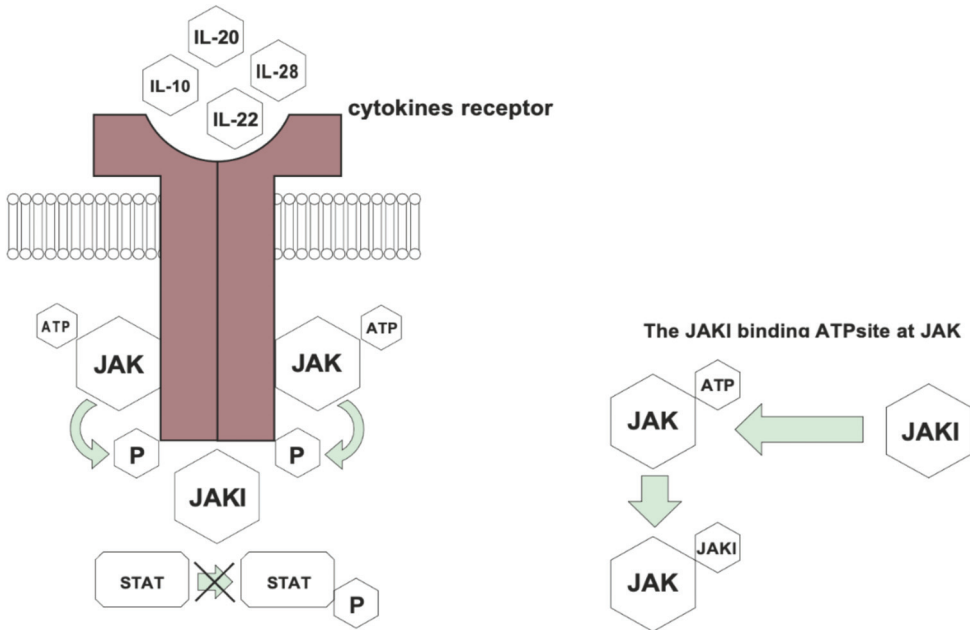 IL-20
IL-10
IL-28
IL-22
cytokines receptor
ATP
JAK
JAK
ATP
P
P
JAKI
STAT
STAT
P
The JAKI binding ATPsite at JAK
JAK
ATP
JAKI
JAK
JAKI